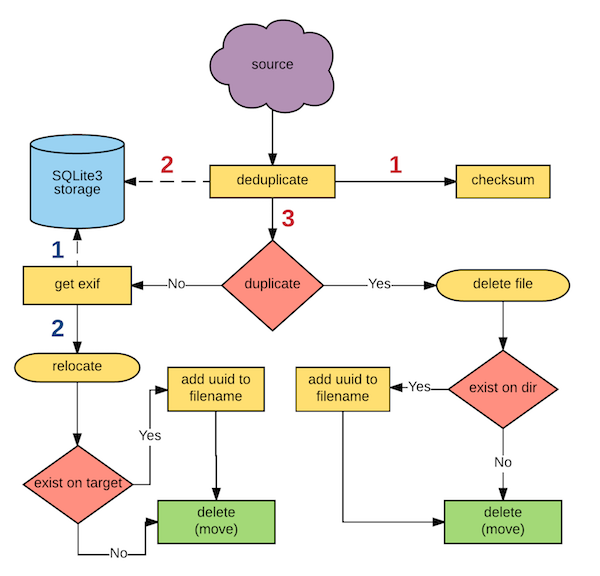 source
SQLite3
storage
2
deduplicate
1
checksum
3
1
get exif
No
duplicate
Yes
delete file
2
relocate
add uuid to
filename
add uuid to
filename
Yes
exist on dir
Yes
exist on target
No
delete
(move)
delete
(move)
No